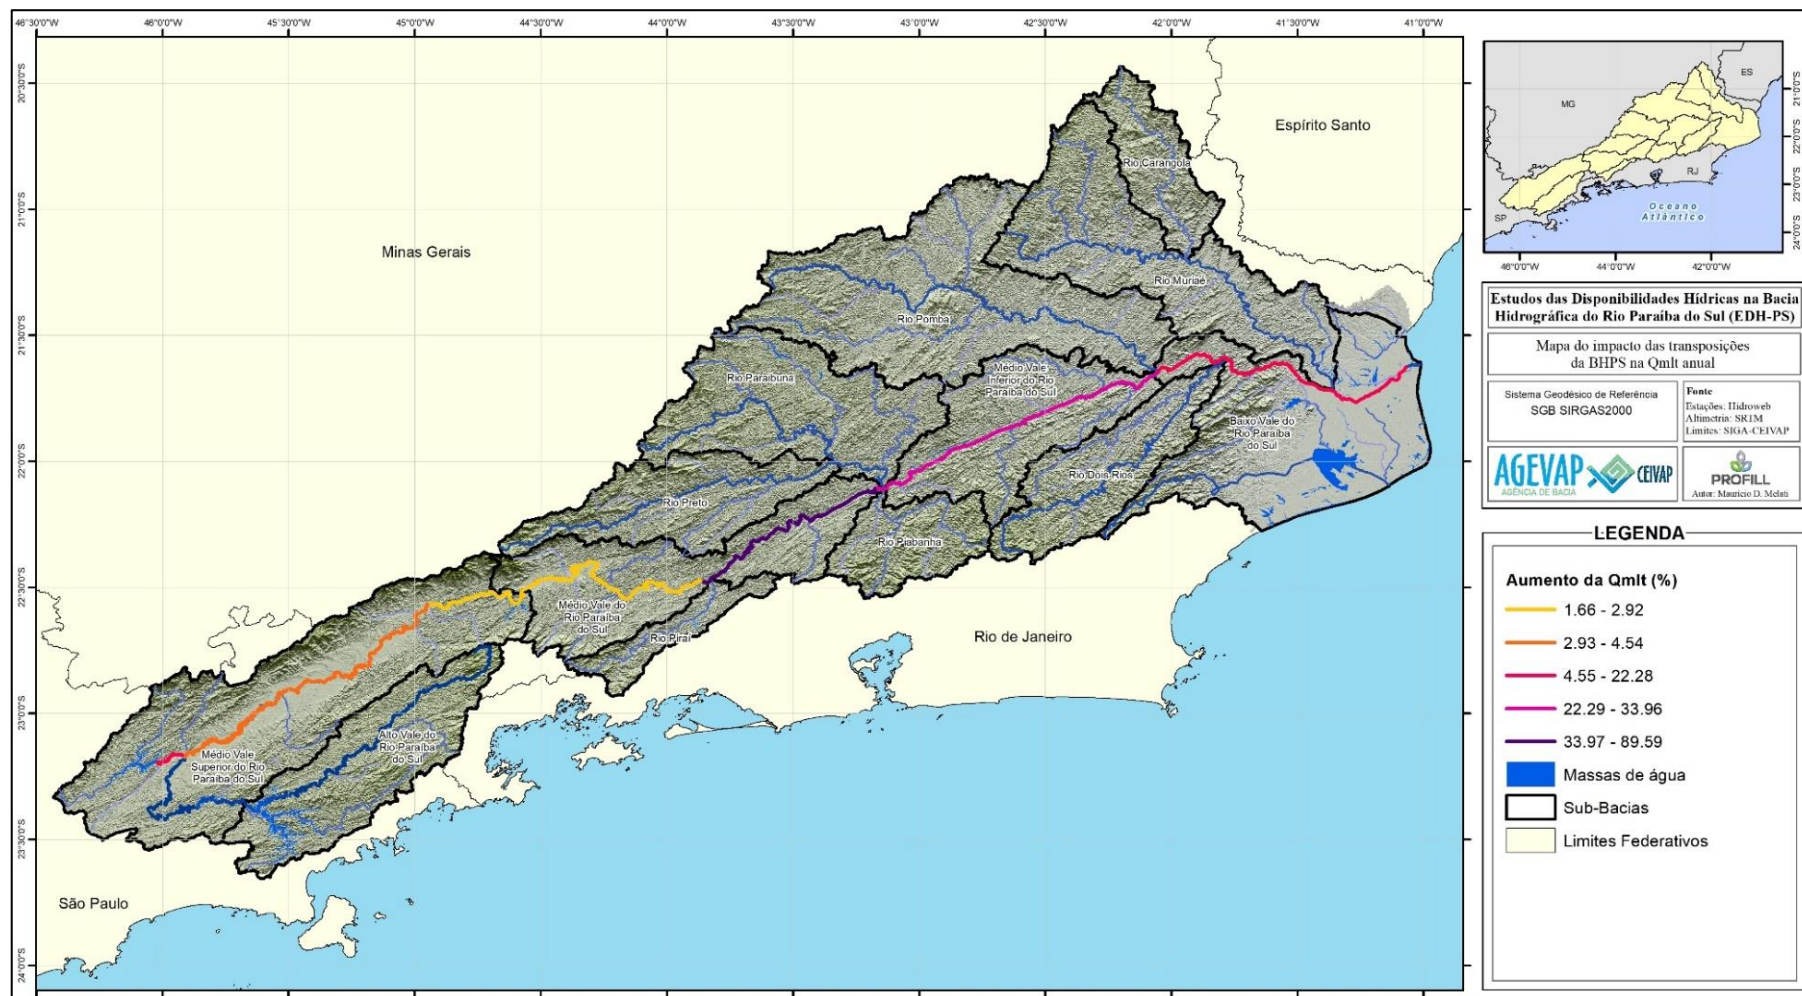 46°30'0"W 46°0'0"W 45°30'0"W 45°0'0"W 44°30'0"W 44°0'0"W 43°30'0"W 43°0'0"W 42°30'0"W 42°0'0"W 41°30'0"W 41°0'0"W
20°30'0"S
21°0'0"S
21°30'0"S
22°0'0"S
22°30'0"S
23°0'0"S
23°30'0"S
24°0'0"S
Espírito Santo
Minas Gerais
Rio de Janeiro
São Paulo
Rio Carangola
Rio Muriaé
Rio Pomba
Rio Paraibuna
Médio Vale
Inferior do Rio
Paraíba do Sul
Baixo Vale do
Rio Paraíba
do Sul
Rio Dois Rios
Rio Preto
Rio Piabanha
Médio Vale do
Rio Paraíba
do Sul
Rio Piraí
Alto Vale do
Rio Paraíba
do Sul
Médio Vale
Superior do Rio
Paraíba do Sul
ES
MG
RJ
SP
Oceano
Atlântico
21°0'0"S
22°0'0"S
23°0'0"S
24°0'0"S
46°0'0"W 44°0'0"W 42°0'0"W
Estudos das Disponibilidades Hídricas na Bacia
Hidrográfica do Rio Paraíba do Sul (EDH-PS)
Mapa do impacto das transposições
da BHPS na Qmlt anual
Sistema Geodésico de Referência
SGB SIRGAS2000
Fonte
Estações: Hidroweb
Altimetria: SRTM
Limites: SIGA-CEIVAP
AGEVAP
AGÊNCIA DE BACIA
CEIVAP
PROFILL
Autor: Maurício D. Melati
LEGENDA
Aumento da Qmlt (%)
1.66 - 2.92
2.93 - 4.54
4.55 - 22.28
22.29 - 33.96
33.97 - 89.59
Massas de água
Sub-Bacias
Limites Federativos